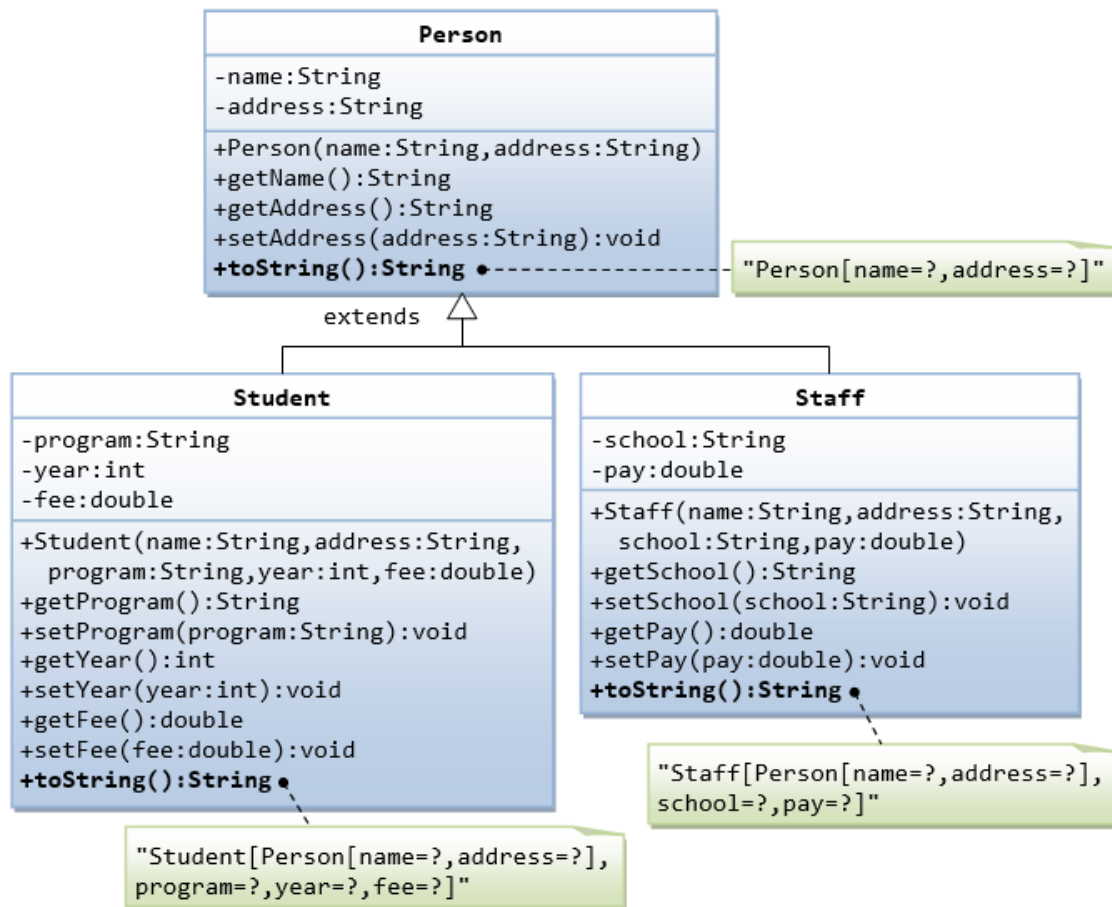 Person
-name:String
-address:String
+Person(name:String,address:String)
+getName():String
+getAddress():String
+setAddress(address:String):void
+toString():String
"Person[name=?,address=?]"
extends
Student
-program:String
-year:int
-fee:double
+Student(name:String,address:String,
program:String,year:int,fee:double)
+getProgram():String
+setProgram(program:String):void
+getYear():int
+setYear(year:int):void
+getFee():double
+setFee(fee:double):void
+toString():String
"Student[Person[name=?,address=?],
program=?,year=?,fee=?]"
Staff
-school:String
-pay:double
+Staff(name:String,address:String,
school:String,pay:double)
+getSchool():String
+setSchool(school:String):void
+getPay():double
+setPay(pay:double):void
+toString():String
"Staff[Person[name=?,address=?],
school=?,pay=?]"